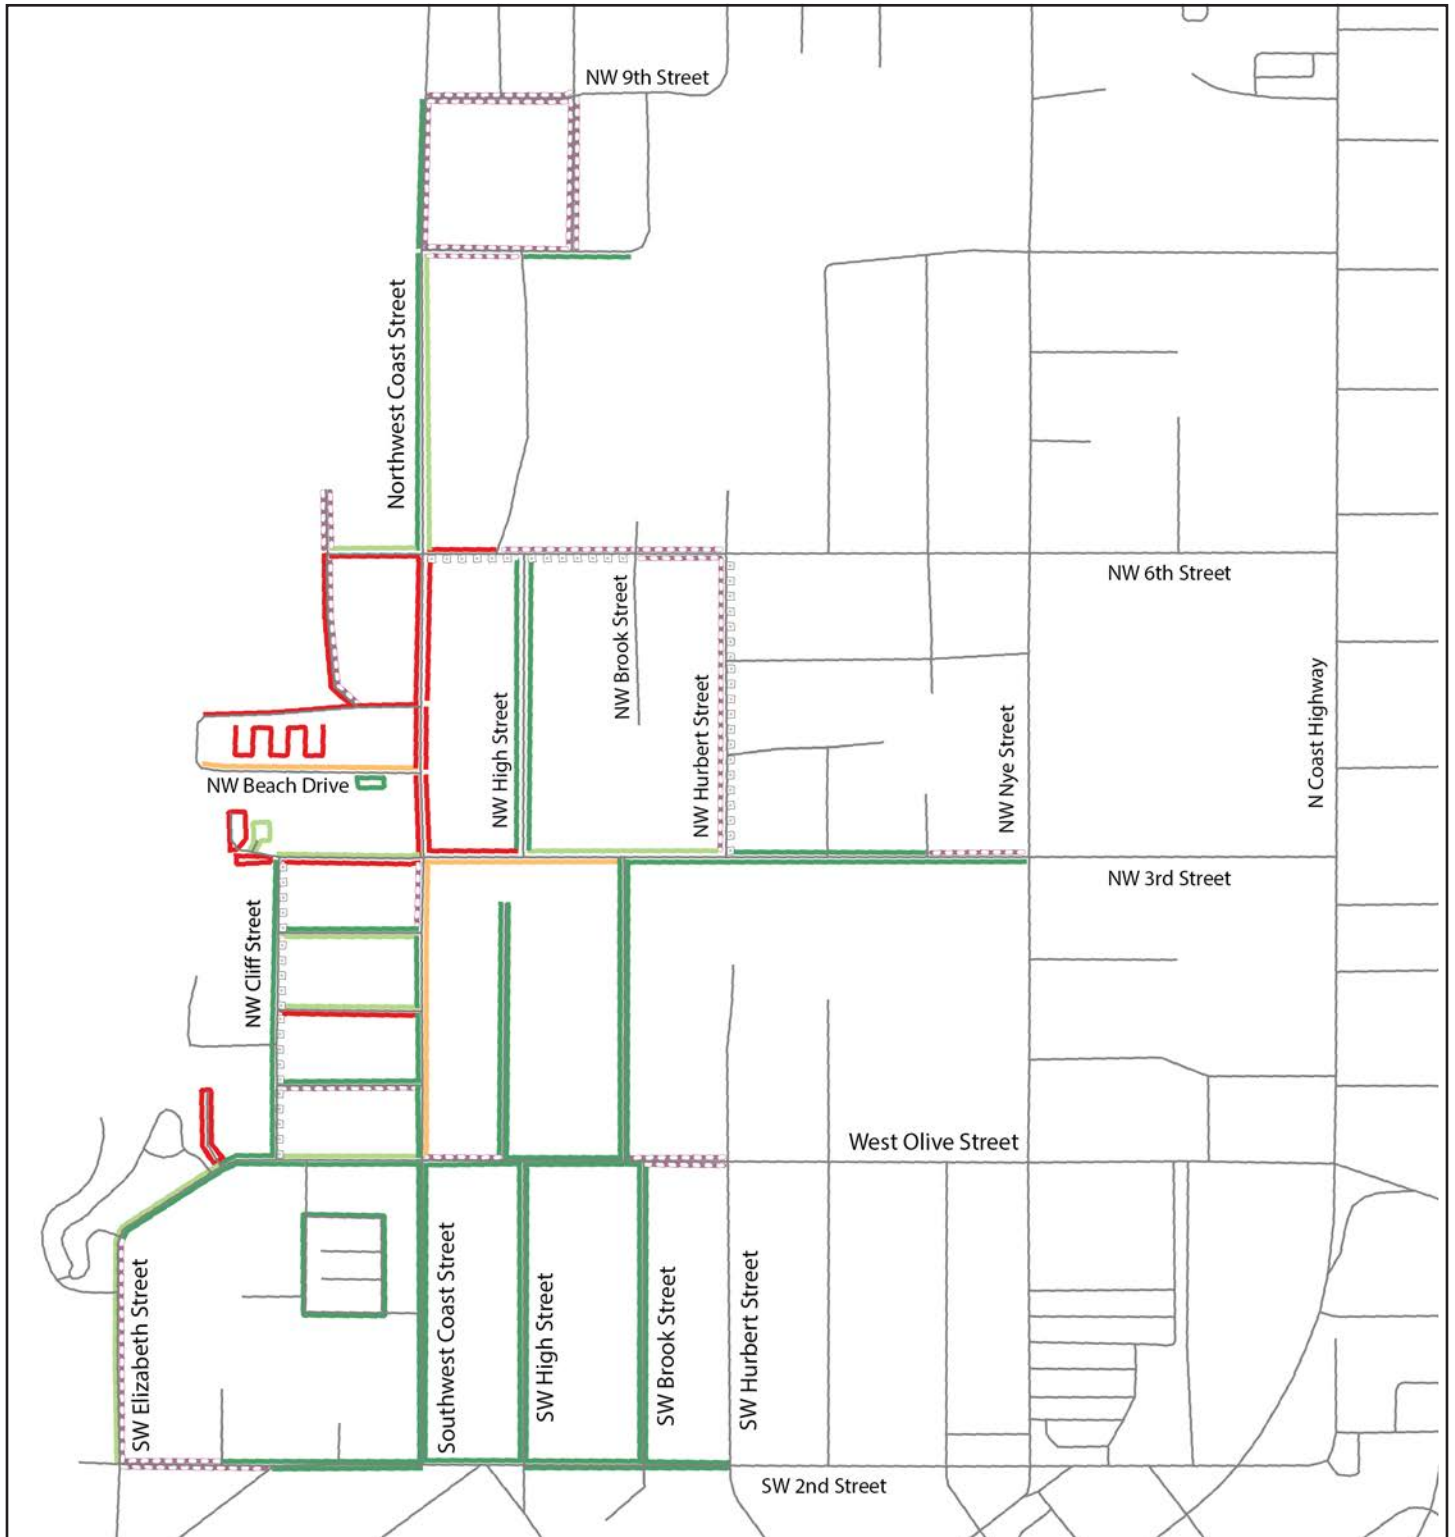 NW 9th Street
Northwest Coast Street
NW 6th Street
NW Brook Street
N Coast Highway
NW Hurbert Street
NW High Street
NW Nye Street
NW Beach Drive
NW 3rd Street
NW Cliff Street
West Olive Street
SW Elizabeth Street
Southwest Coast Street
SW High Street
SW Brook Street
SW Hurbert Street
SW 2nd Street